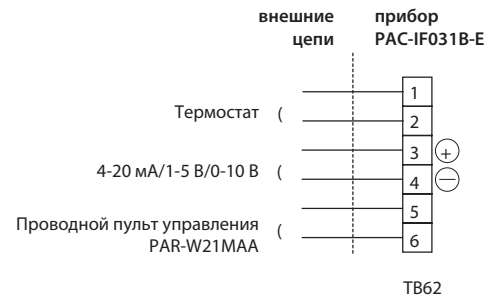 внешние
цепи
прибор
PAC-IF031B-E
Термостат (
4-20 мА/1-5 В/0-10 В (
Проводной пульт управления (
PAR-W21MAA
1
2
3 +
4 −
5
6
TB62